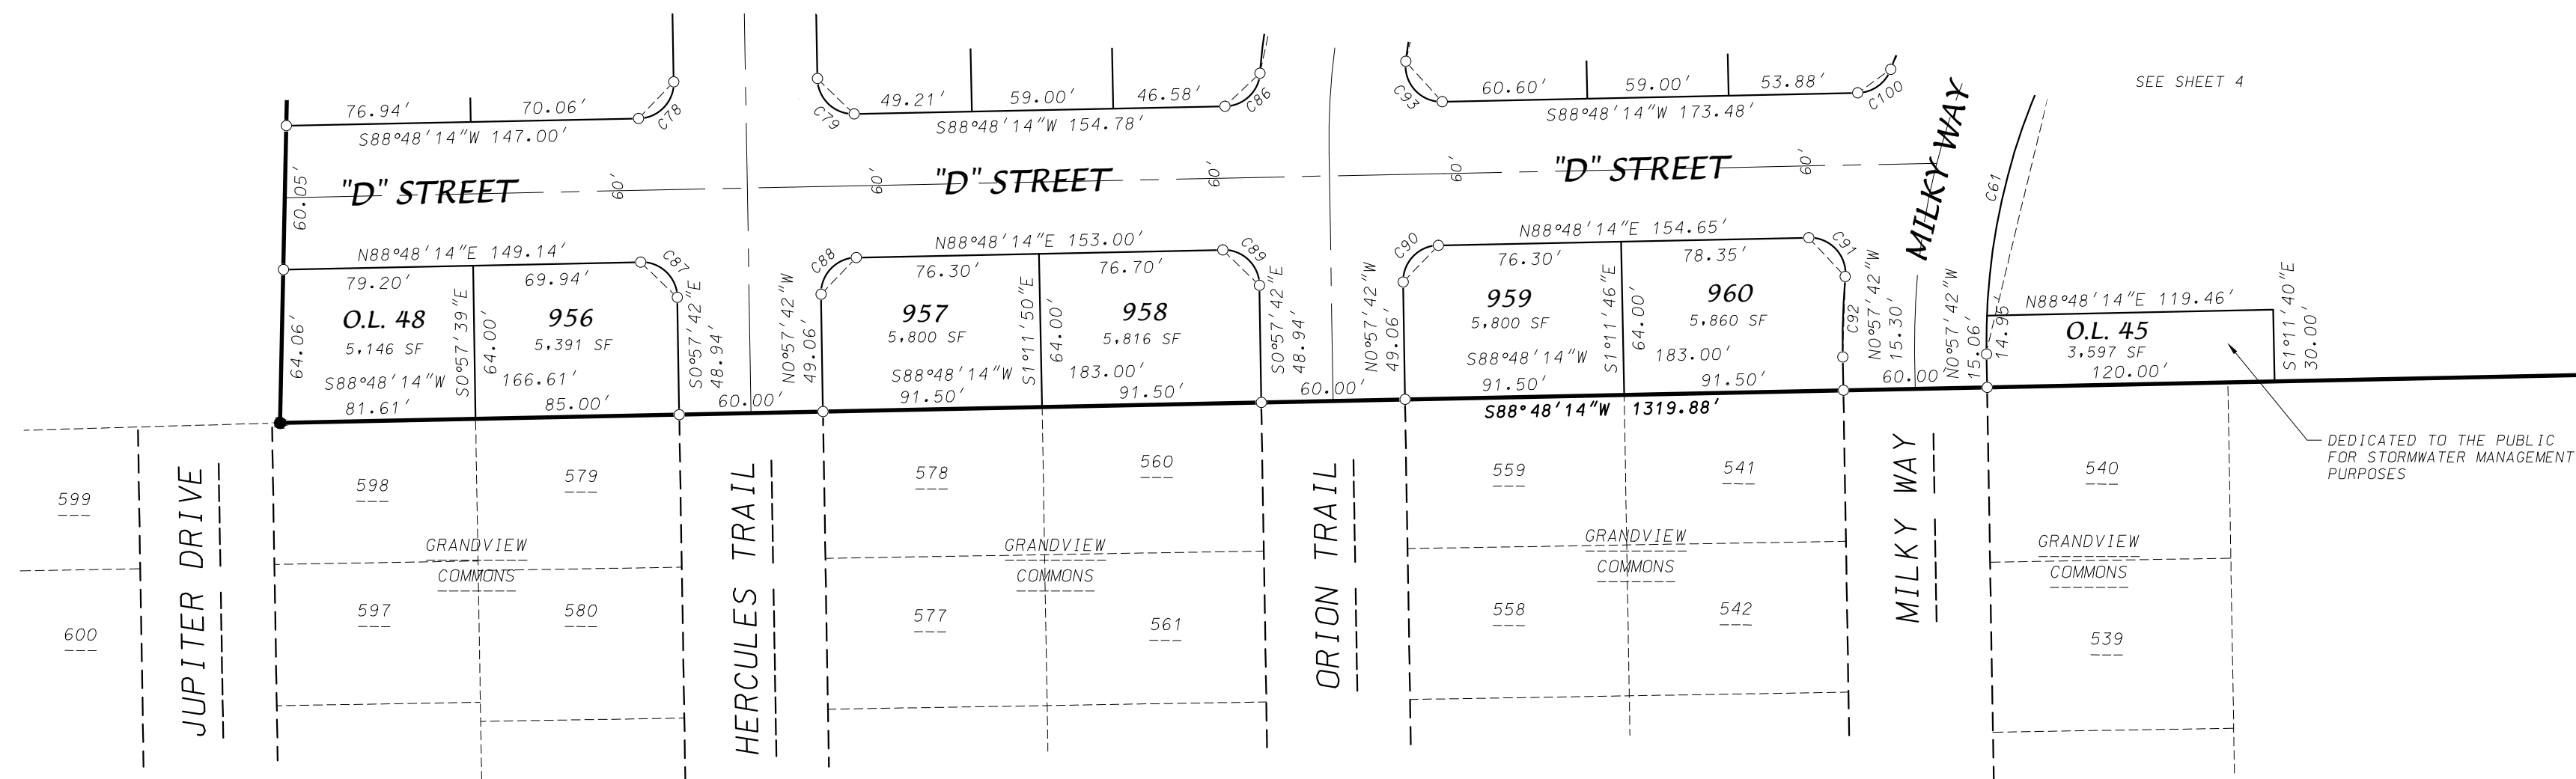 SEE SHEET 4
76.94′
70.06′
S88°48′14″W 147.00′
C78
C79
49.21′
59.00′
46.58′
S88°48′14″W 154.78′
C86
C93
60.60′
59.00′
53.88′
S88°48′14″W 173.48′
C100
MILKY WAY
C61
60.05′
"D" STREET
60′
60′
"D" STREET
60′
60′
"D" STREET
60′
N88°48′14″E 149.14′
79.20′
69.94′
C87
O.L. 48
5,146 SF
64.06′
S0°57′39″E
64.00′
956
5,391 SF
S0°57′42″E
48.94′
S88°48′14″W
166.61′
81.61′
85.00′
60.00′
N0°57′42″W
49.06′
C88
N88°48′14″E 153.00′
76.30′
76.70′
C89
957
5,800 SF
S1°11′50″E
64.00′
958
5,816 SF
S0°57′42″E
48.94′
S88°48′14″W
183.00′
91.50′
91.50′
60.00′
N0°57′42″W
49.06′
C90
N88°48′14″E 154.65′
76.30′
78.35′
C91
959
5,800 SF
S1°11′46″E
64.00′
960
5,860 SF
C92
N0°57′42″W
15.30′
S88°48′14″W
183.00′
91.50′
91.50′
60.00′
N0°57′42″W
15.06′
14.95′
N88°48′14″E 119.46′
O.L. 45
3,597 SF
120.00′
S1°11′40″E
30.00′
S88°48′14″W 1319.88′
DEDICATED TO THE PUBLIC
FOR STORMWATER MANAGEMENT
PURPOSES
599
600
JUPITER DRIVE
598
579
GRANDVIEW
COMMONS
597
580
HERCULES TRAIL
578
560
GRANDVIEW
COMMONS
577
561
ORION TRAIL
559
541
GRANDVIEW
COMMONS
558
542
MILKY WAY
540
GRANDVIEW
COMMONS
539